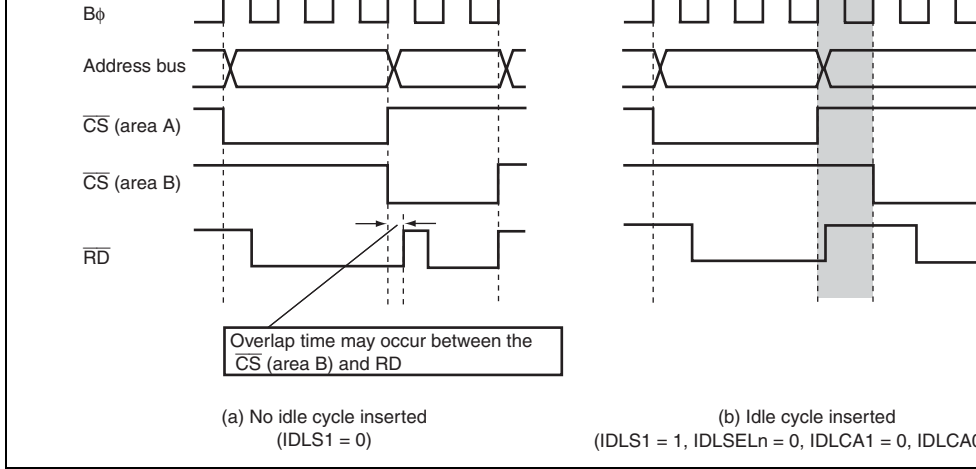 Bφ
Address bus
CS (area A)
CS (area B)
RD
Overlap time may occur between the
CS (area B) and RD
(a) No idle cycle inserted
(IDLS1 = 0)
(b) Idle cycle inserted
(IDLS1 = 1, IDLSELn = 0, IDLCA1 = 0,